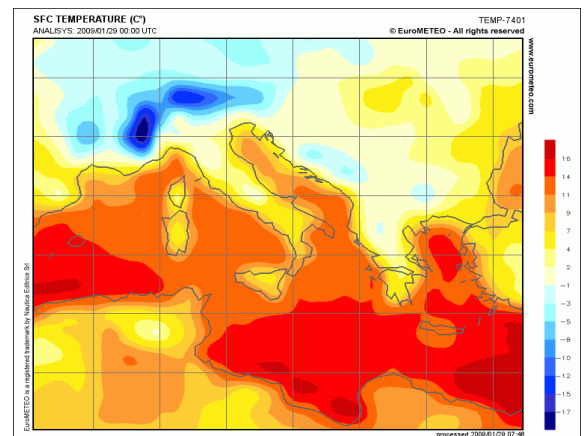 SFC TEMPERATURE (C°)
TEMP-7401
ANALISYS: 2009/01/29 00:00 UTC
© EuroMETEO - All rights reserved
www.eurometeo.com
EuroMETEO is a registered trademark by Nautica Editrice Srl
16
14
11
9
7
4
2
-1
-3
-5
-8
-10
-12
-15
-17
processed 2009/01/29 07:46